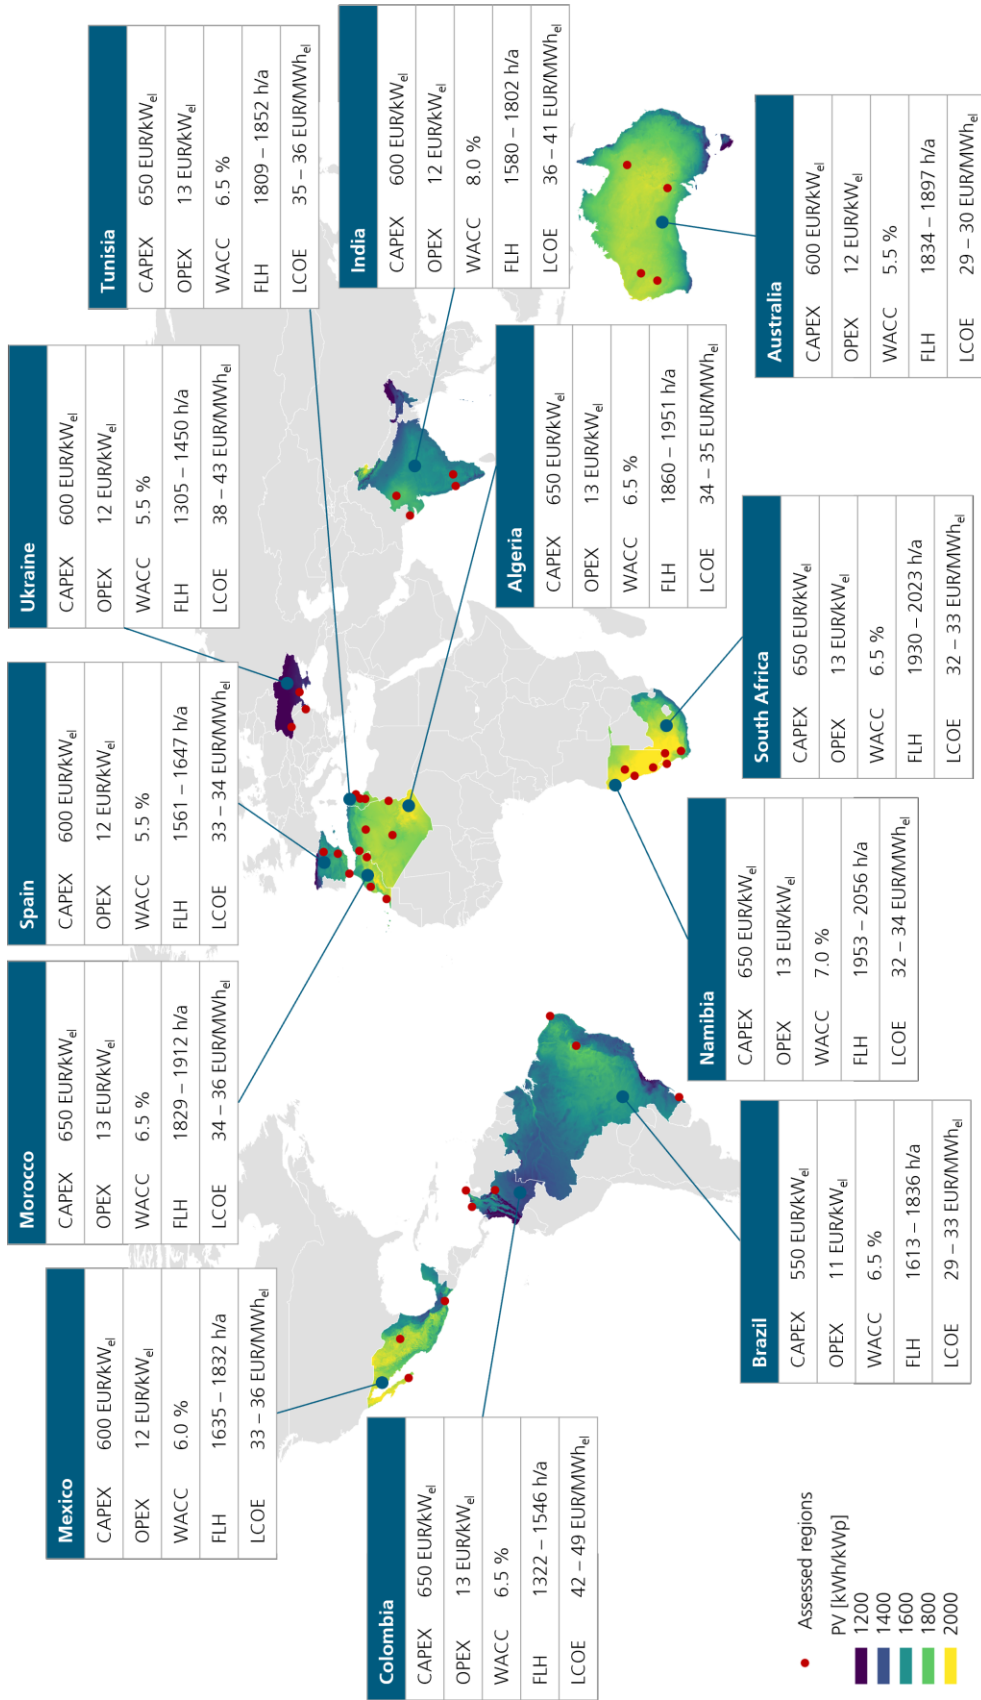 Mexico
CAPEX 600 EUR/kWel
OPEX 12 EUR/kWel
WACC 6.0 %
FLH 1635 – 1832 h/a
LCOE 33 – 36 EUR/MWhel
Morocco
CAPEX 650 EUR/kWel
OPEX 13 EUR/kWel
WACC 6.5 %
FLH 1829 – 1912 h/a
LCOE 34 – 36 EUR/MWhel
Spain
CAPEX 600 EUR/kWel
OPEX 12 EUR/kWel
WACC 5.5 %
FLH 1561 – 1647 h/a
LCOE 33 – 34 EUR/MWhel
Ukraine
CAPEX 600 EUR/kWel
OPEX 12 EUR/kWel
WACC 5.5 %
FLH 1305 – 1450 h/a
LCOE 38 – 43 EUR/MWhel
Tunisia
CAPEX 650 EUR/kWel
OPEX 13 EUR/kWel
WACC 6.5 %
FLH 1809 – 1852 h/a
LCOE 35 – 36 EUR/MWhel
India
CAPEX 600 EUR/kWel
OPEX 12 EUR/kWel
WACC 8.0 %
FLH 1580 – 1802 h/a
LCOE 36 – 41 EUR/MWhel
Colombia
CAPEX 650 EUR/kWel
OPEX 13 EUR/kWel
WACC 6.5 %
FLH 1322 – 1546 h/a
LCOE 42 – 49 EUR/MWhel
Algeria
CAPEX 650 EUR/kWel
OPEX 13 EUR/kWel
WACC 6.5 %
FLH 1860 – 1951 h/a
LCOE 34 – 35 EUR/MWhel
Brazil
CAPEX 550 EUR/kWel
OPEX 11 EUR/kWel
WACC 6.5 %
FLH 1613 – 1836 h/a
LCOE 29 – 33 EUR/MWhel
Namibia
CAPEX 650 EUR/kWel
OPEX 13 EUR/kWel
WACC 7.0 %
FLH 1953 – 2056 h/a
LCOE 32 – 34 EUR/MWhel
South Africa
CAPEX 650 EUR/kWel
OPEX 13 EUR/kWel
WACC 6.5 %
FLH 1930 – 2023 h/a
LCOE 32 – 33 EUR/MWhel
Australia
CAPEX 600 EUR/kWel
OPEX 12 EUR/kWel
WACC 5.5 %
FLH 1834 – 1897 h/a
LCOE 29 – 30 EUR/MWhel
Assessed regions
PV [kWh/kWp]
1200
1400
1600
1800
2000